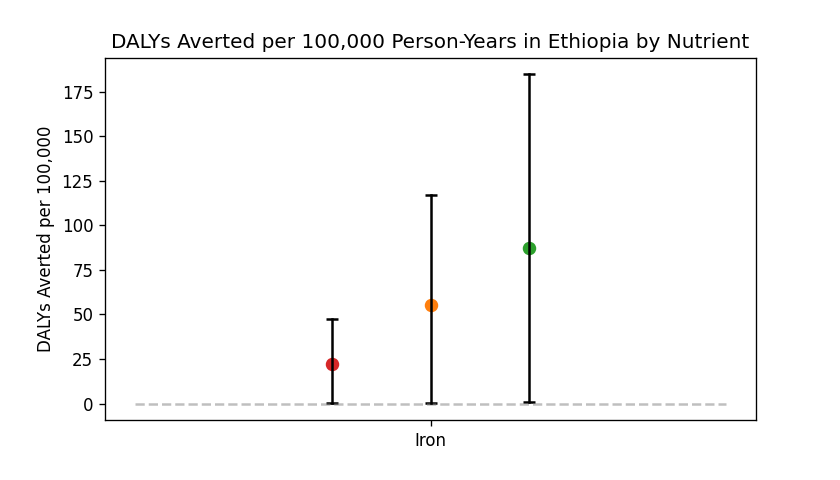 DALYs Averted per 100,000 Person-Years in Ethiopia by Nutrient
DALYs Averted per 100,000
175
150
125
100
75
50
25
0
Iron